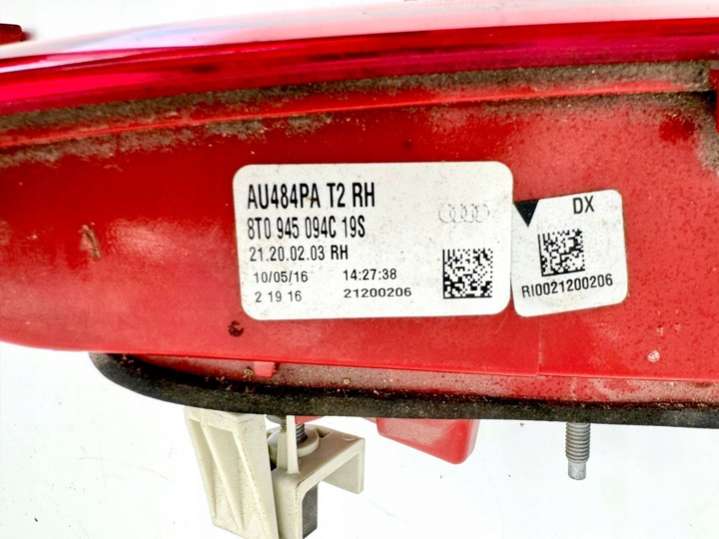 AU484PA T2 RH
8T0 945 094C 19S
21.20.02.03 RH
10/05/16 14:27:38
2 19 16 21200206
DX
RI0021200206